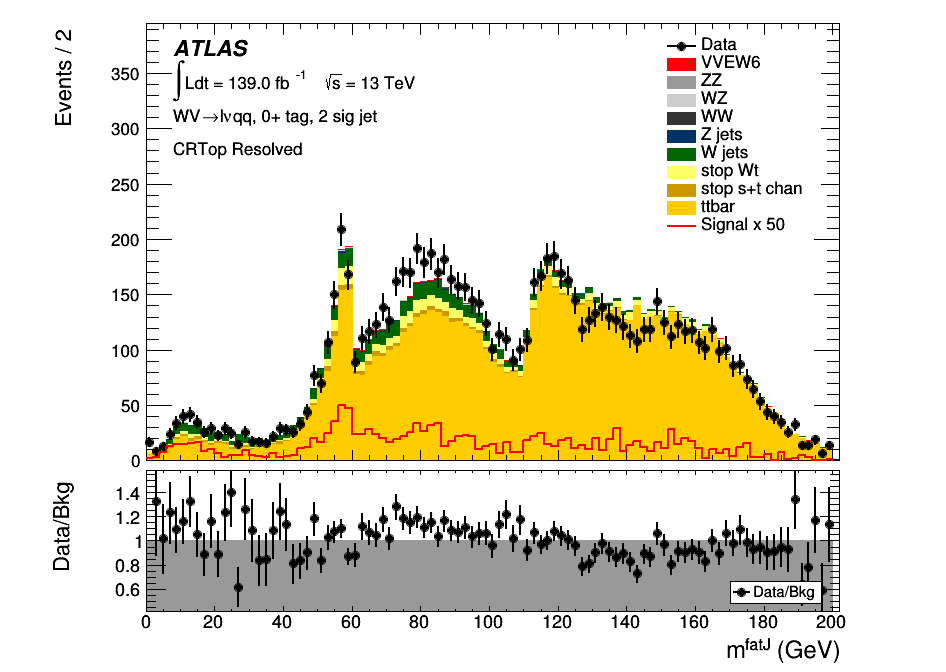 Events / 2
350
300
250
200
150
100
50
0
ATLAS
∫Ldt = 139.0 fb⁻¹ √s = 13 TeV
WV→lνqq, 0+ tag, 2 sig jet
CRTop Resolved
Data
VVEW6
ZZ
WZ
WW
Z jets
W jets
stop Wt
stop s+t chan
ttbar
Signal x 50
Data/Bkg
1.4
1.2
1
0.8
0.6
Data/Bkg
0 20 40 60 80 100 120 140 160 180 200
m^fatJ (GeV)